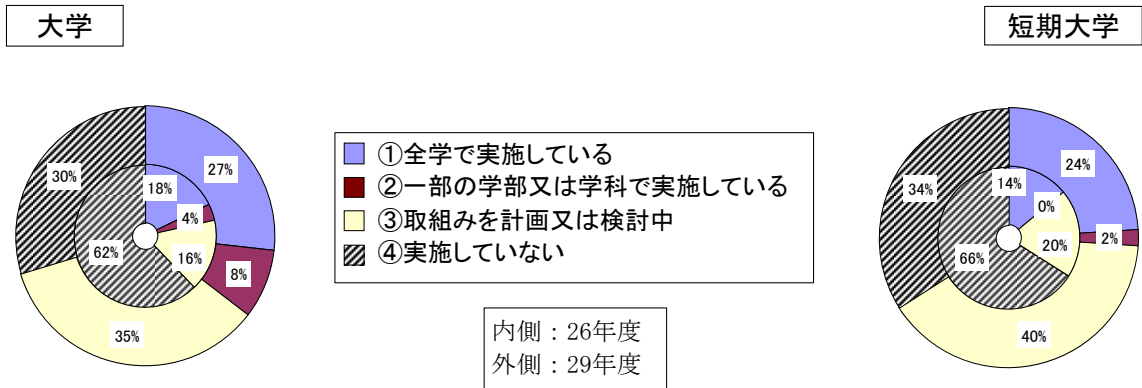 大学
短期大学
27%
8%
35%
30%
18%
4%
16%
62%
①全学で実施している
②一部の学部又は学科で実施している
③取組みを計画又は検討中
④実施していない
内側：26年度
外側：29年度
24%
2%
40%
34%
14%
0%
20%
66%